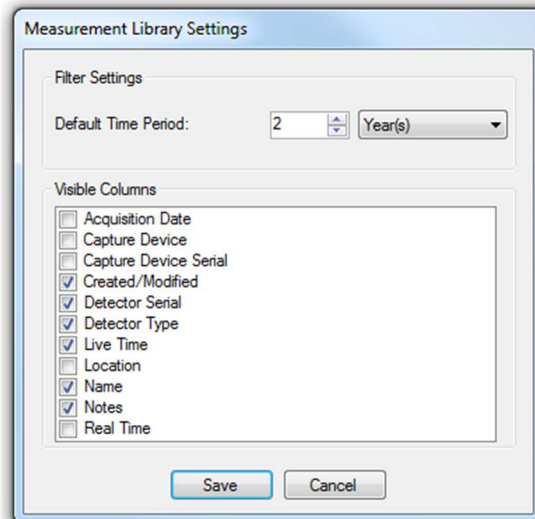 Measurement Library Settings
Filter Settings
Default Time Period: 2 Year(s)
Visible Columns
Acquisition Date
Capture Device
Capture Device Serial
Created/Modified
Detector Serial
Detector Type
Live Time
Location
Name
Notes
Real Time
Save Cancel